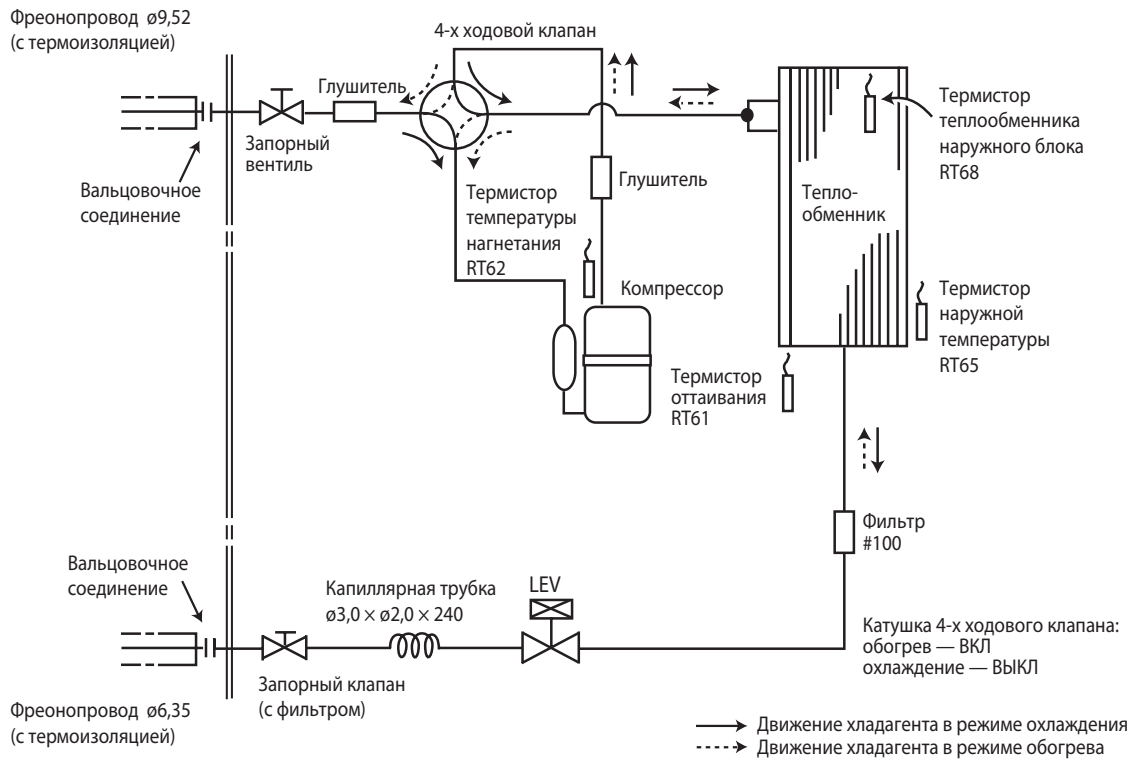 Фреонопровод ø9,52
(с термоизоляцией)
4-х ходовой клапан
Глушитель
Запорный
вентиль
Вальцовочное
соединение
Термистор
температуры
нагнетания
RT62
Глушитель
Компрессор
Термистор
оттаивания
RT61
Тепло-
обменник
Термистор
теплообменника
наружного блока
RT68
Термистор
наружной
температуры
RT65
Фильтр
#100
Вальцовочное
соединение
Капиллярная трубка
ø3,0 × ø2,0 × 240
LEV
Запорный клапан
(с фильтром)
Фреонопровод ø6,35
(с термоизоляцией)
Катушка 4-х ходового клапана:
обогрев — ВКЛ
охлаждение — ВЫКЛ
Движение хладагента в режиме охлаждения
Движение хладагента в режиме обогрева